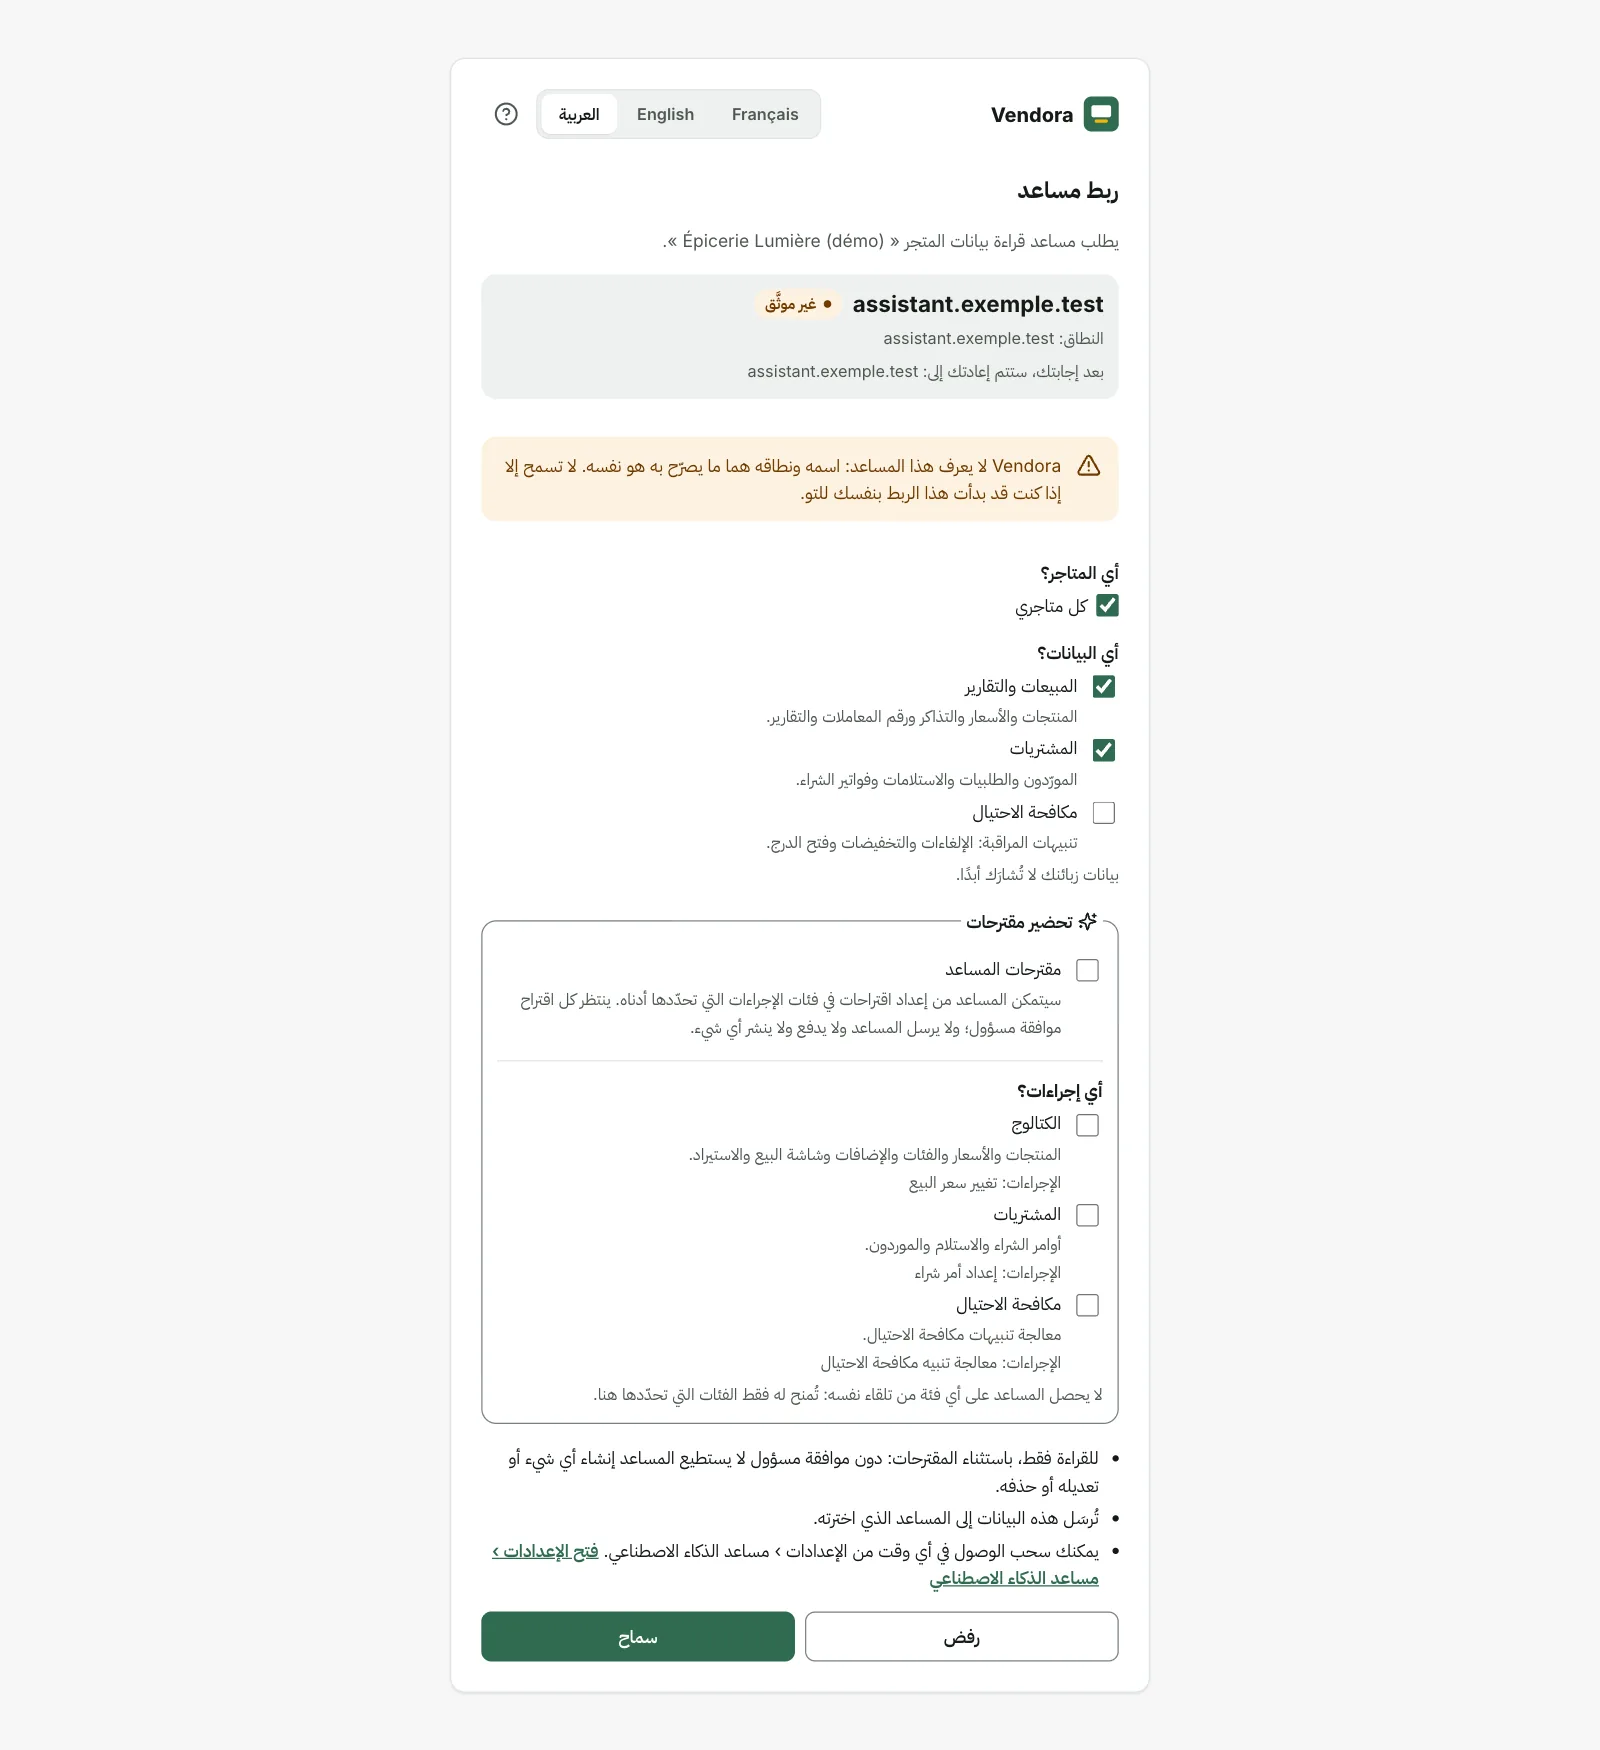 Vendora
Français English العربية
ربط مساعد
يطلب مساعد قراءة بيانات المتجر « Épicerie Lumière (démo) ».
assistant.exemple.test • غير موثَّق
النطاق: assistant.exemple.test
بعد إجابتك، ستتم إعادتك إلى: assistant.exemple.test
Vendora لا يعرف هذا المساعد: اسمه ونطاقه هما ما يصرّح به هو نفسه. لا تسمح إلا
إذا كنت قد بدأت هذا الربط بنفسك للتو.
أي المتاجر؟
كل متاجري
أي البيانات؟
المبيعات والتقارير
المنتجات والأسعار والتذاكر ورقم المعاملات والتقارير.
المشتريات
المورّدون والطلبيات والاستلامات وفواتير الشراء.
مكافحة الاحتيال
تنبيهات المراقبة: الإلغاءات والتخفيضات وفتح الدرج.
بيانات زبائنك لا تُشارَك أبدًا.
تحضير مقترحات
مقترحات المساعد
سيتمكن المساعد من إعداد اقتراحات في فئات الإجراءات التي تحدّدها أدناه. ينتظر كل اقتراح
موافقة مسؤول؛ ولا يرسل المساعد ولا يدفع ولا ينشر أي شيء.
أي إجراءات؟
الكتالوج
المنتجات والأسعار والفئات والإضافات وشاشة البيع والاستيراد.
الإجراءات: تغيير سعر البيع
المشتريات
أوامر الشراء والاستلام والموردون.
الإجراءات: إعداد أمر شراء
مكافحة الاحتيال
معالجة تنبيهات مكافحة الاحتيال.
الإجراءات: معالجة تنبيه مكافحة الاحتيال
لا يحصل المساعد على أي فئة من تلقاء نفسه: تُمنح له فقط الفئات التي تحدّدها هنا.
• للقراءة فقط، باستثناء المقترحات: دون موافقة مسؤول لا يستطيع المساعد إنشاء أي شيء أو
تعديله أو حذفه.
• تُرسَل هذه البيانات إلى المساعد الذي اخترته.
• يمكنك سحب الوصول في أي وقت من الإعدادات › مساعد الذكاء الاصطناعي. فتح الإعدادات ›
مساعد الذكاء الاصطناعي
رفض
سماح